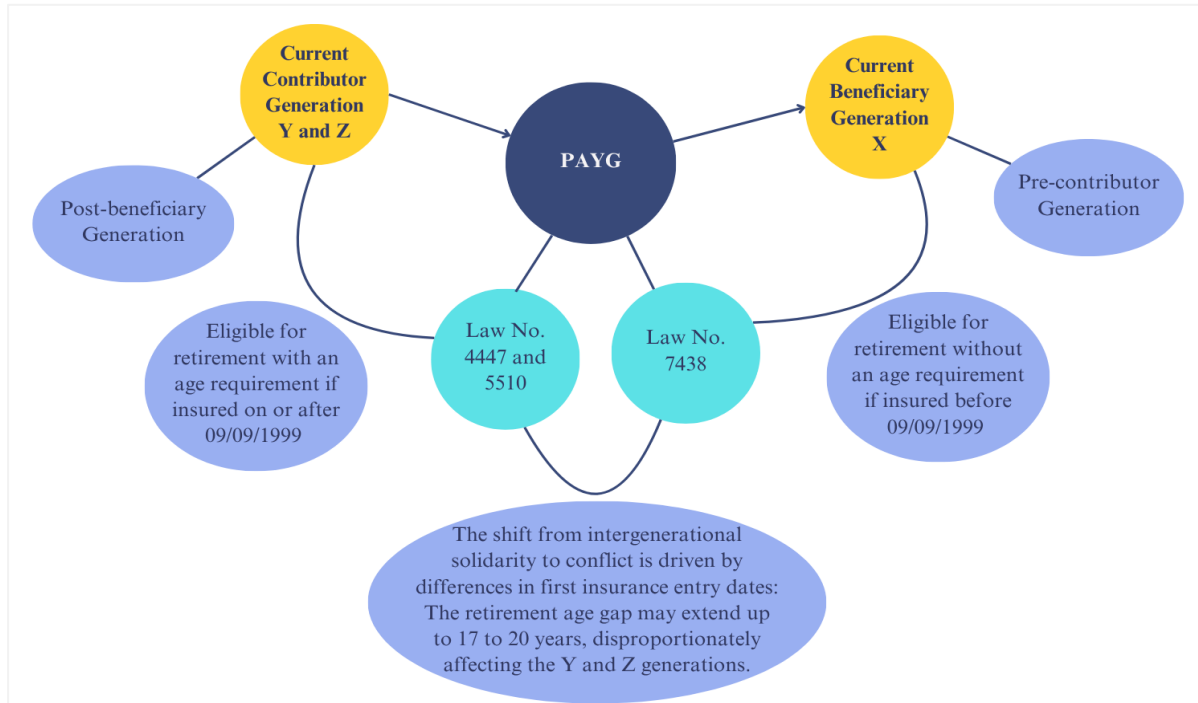 Current
Contributor
Generation
Y and Z
PAYG
Current
Beneficiary
Generation
X
Post-beneficiary
Generation
Pre-contributor
Generation
Eligible for
retirement with an
age requirement if
insured on or after
09/09/1999
Law No.
4447 and
5510
Law No.
7438
Eligible for
retirement without
an age requirement
if insured before
09/09/1999
The shift from intergenerational
solidarity to conflict is driven by
differences in first insurance entry dates:
The retirement age gap may extend up
to 17 to 20 years, disproportionately
affecting the Y and Z generations.